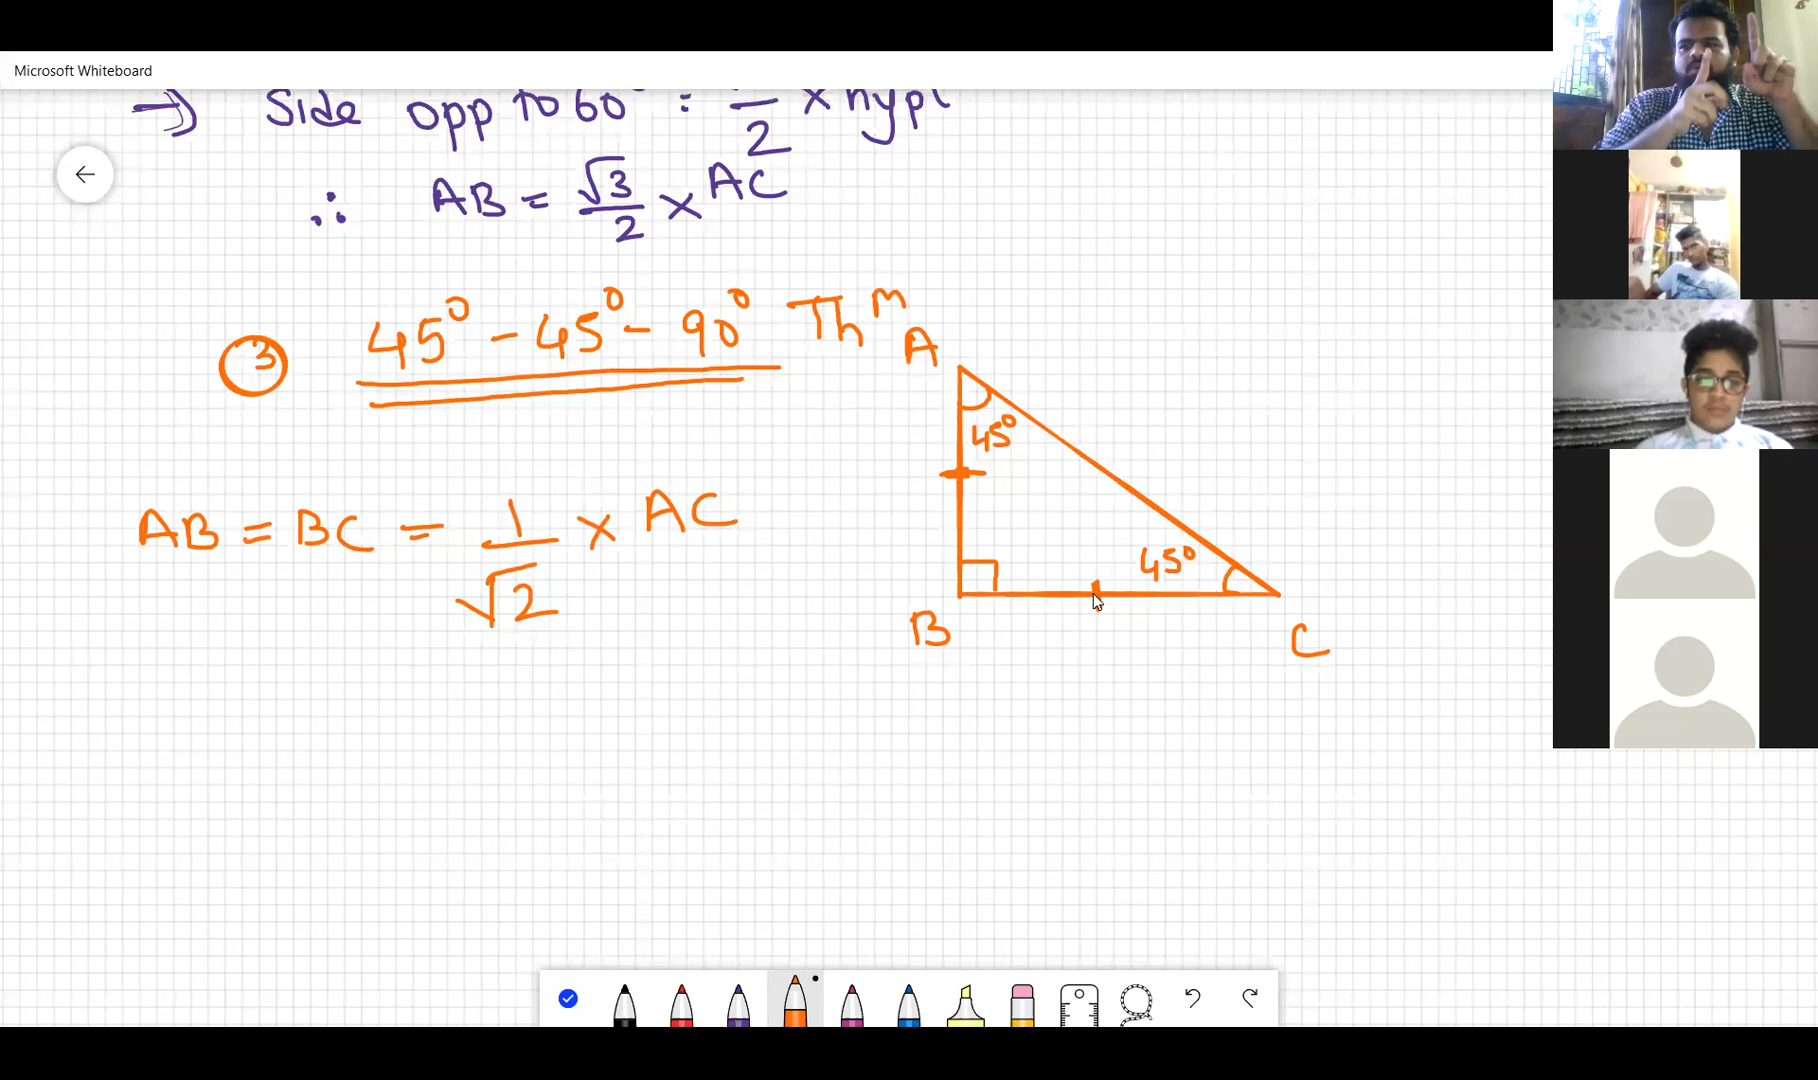 Microsoft Whiteboard
⇒ Side opp to 60° : /2 × hypt
∴ AB = √3/2 × AC
③ 45° - 45° - 90° Thᵐ
A
45°
AB = BC = 1/√2 × AC
45°
B
C